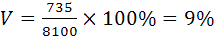 V = 735/8100 × 100% = 9%